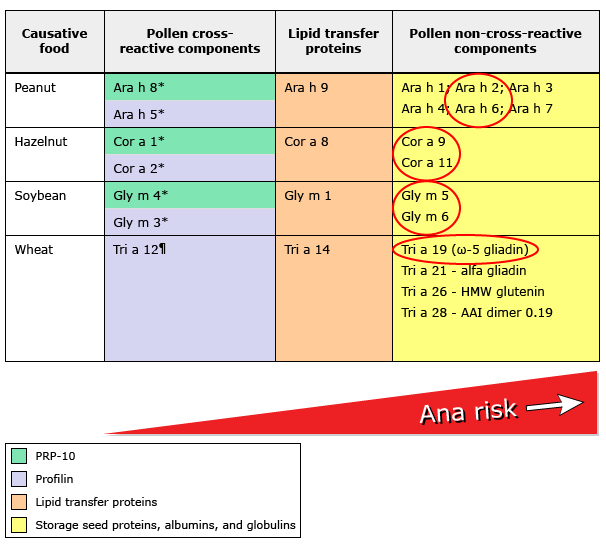 Causative food
Pollen cross-reactive components
Lipid transfer proteins
Pollen non-cross-reactive components
Peanut
Ara h 8*
Ara h 5*
Ara h 9
Ara h 1; Ara h 2; Ara h 3
Ara h 4; Ara h 6; Ara h 7
Hazelnut
Cor a 1*
Cor a 2*
Cor a 8
Cor a 9
Cor a 11
Soybean
Gly m 4*
Gly m 3*
Gly m 1
Gly m 5
Gly m 6
Wheat
Tri a 12¶
Tri a 14
Tri a 19 (ω-5 gliadin)
Tri a 21 - alfa gliadin
Tri a 26 - HMW glutenin
Tri a 28 - AAI dimer 0.19
Ana risk
PRP-10
Profilin
Lipid transfer proteins
Storage seed proteins, albumins, and globulins